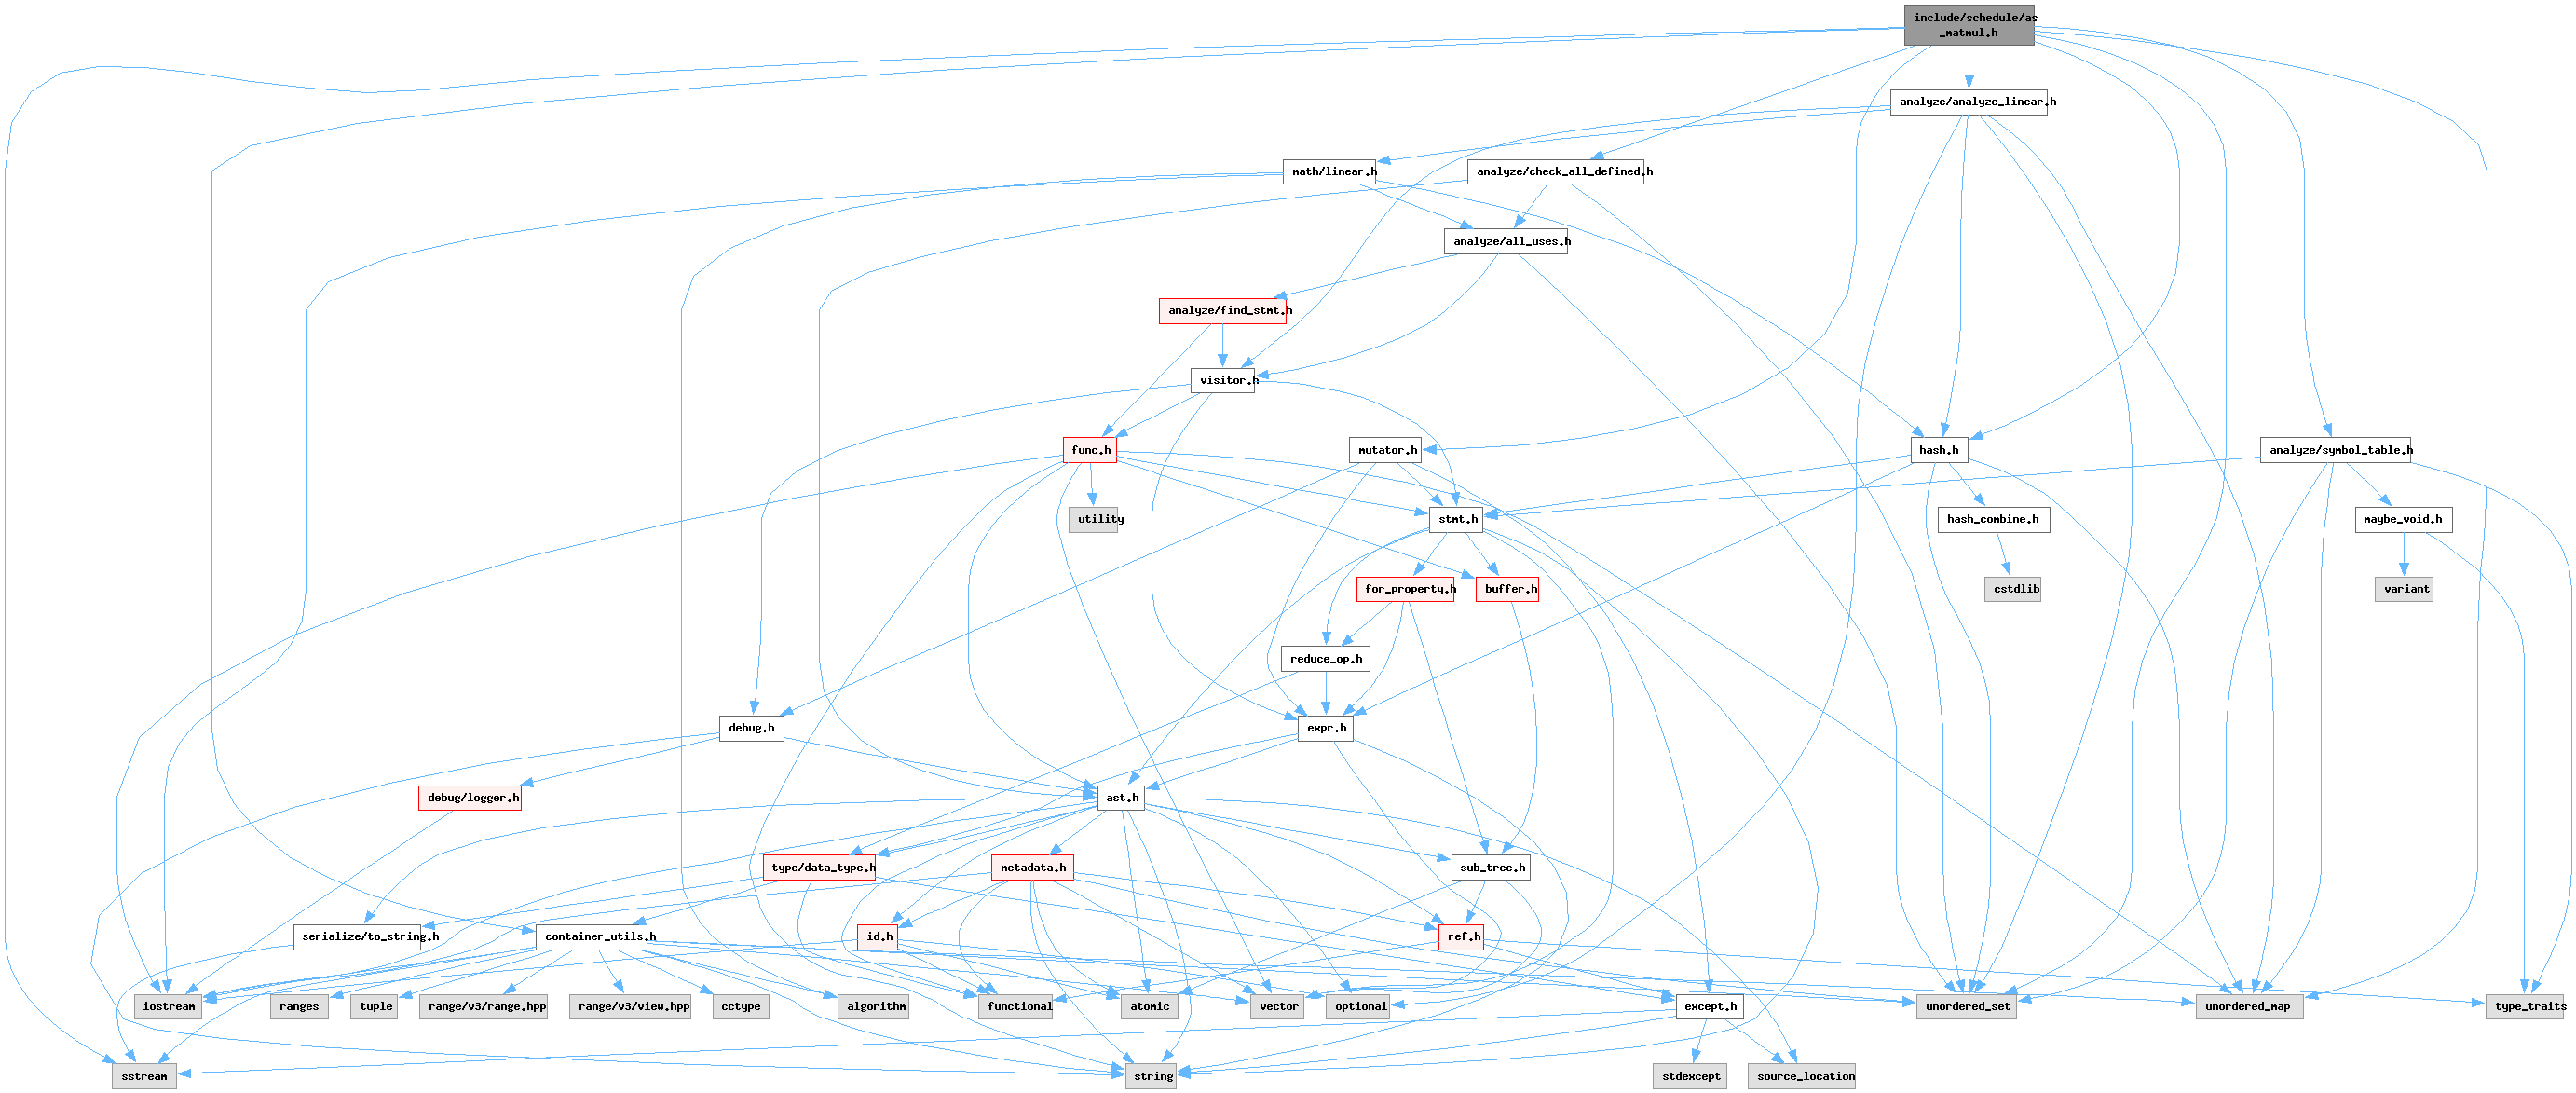 include/schedule/as
_matmul.h
analyze/analyze_linear.h
math/linear.h
analyze/check_all_defined.h
analyze/all_uses.h
analyze/find_stmt.h
visitor.h
func.h
mutator.h
hash.h
analyze/symbol_table.h
utility
stmt.h
hash_combine.h
maybe_void.h
for_property.h
buffer.h
cstdlib
variant
reduce_op.h
debug.h
expr.h
debug/logger.h
ast.h
type/data_type.h
metadata.h
sub_tree.h
serialize/to_string.h
container_utils.h
id.h
ref.h
iostream
ranges
tuple
range/v3/range.hpp
range/v3/view.hpp
cctype
algorithm
functional
atomic
vector
optional
except.h
unordered_set
unordered_map
type_traits
sstream
string
stdexcept
source_location